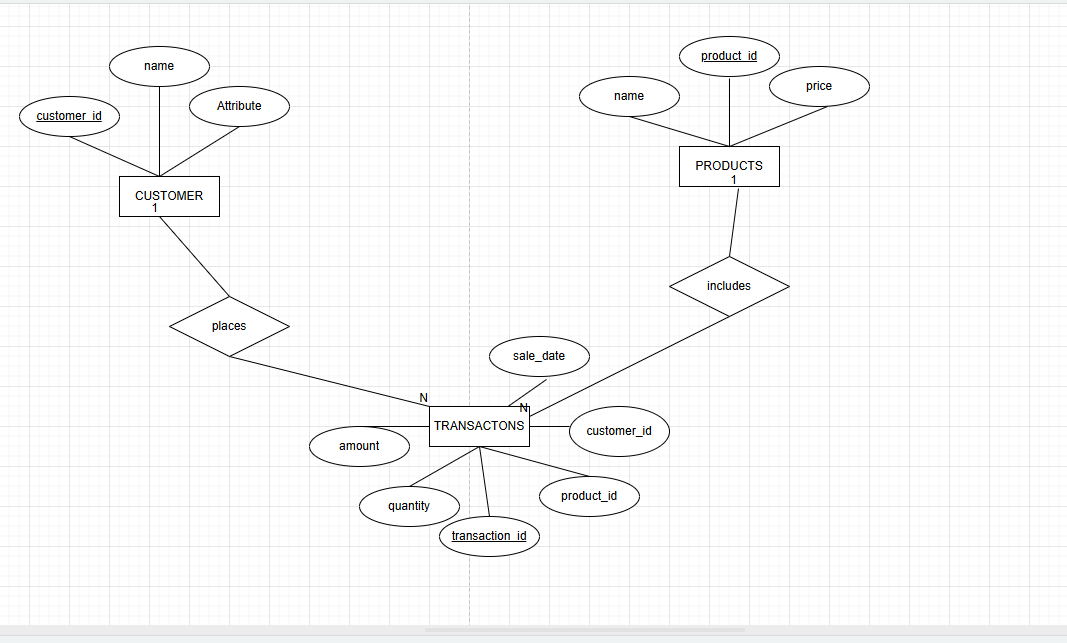 product_id
name
price
name
Attribute
customer_id
PRODUCTS
1
CUSTOMER
1
includes
places
sale_date
N
N
TRANSACTONS
customer_id
amount
product_id
quantity
transaction_id